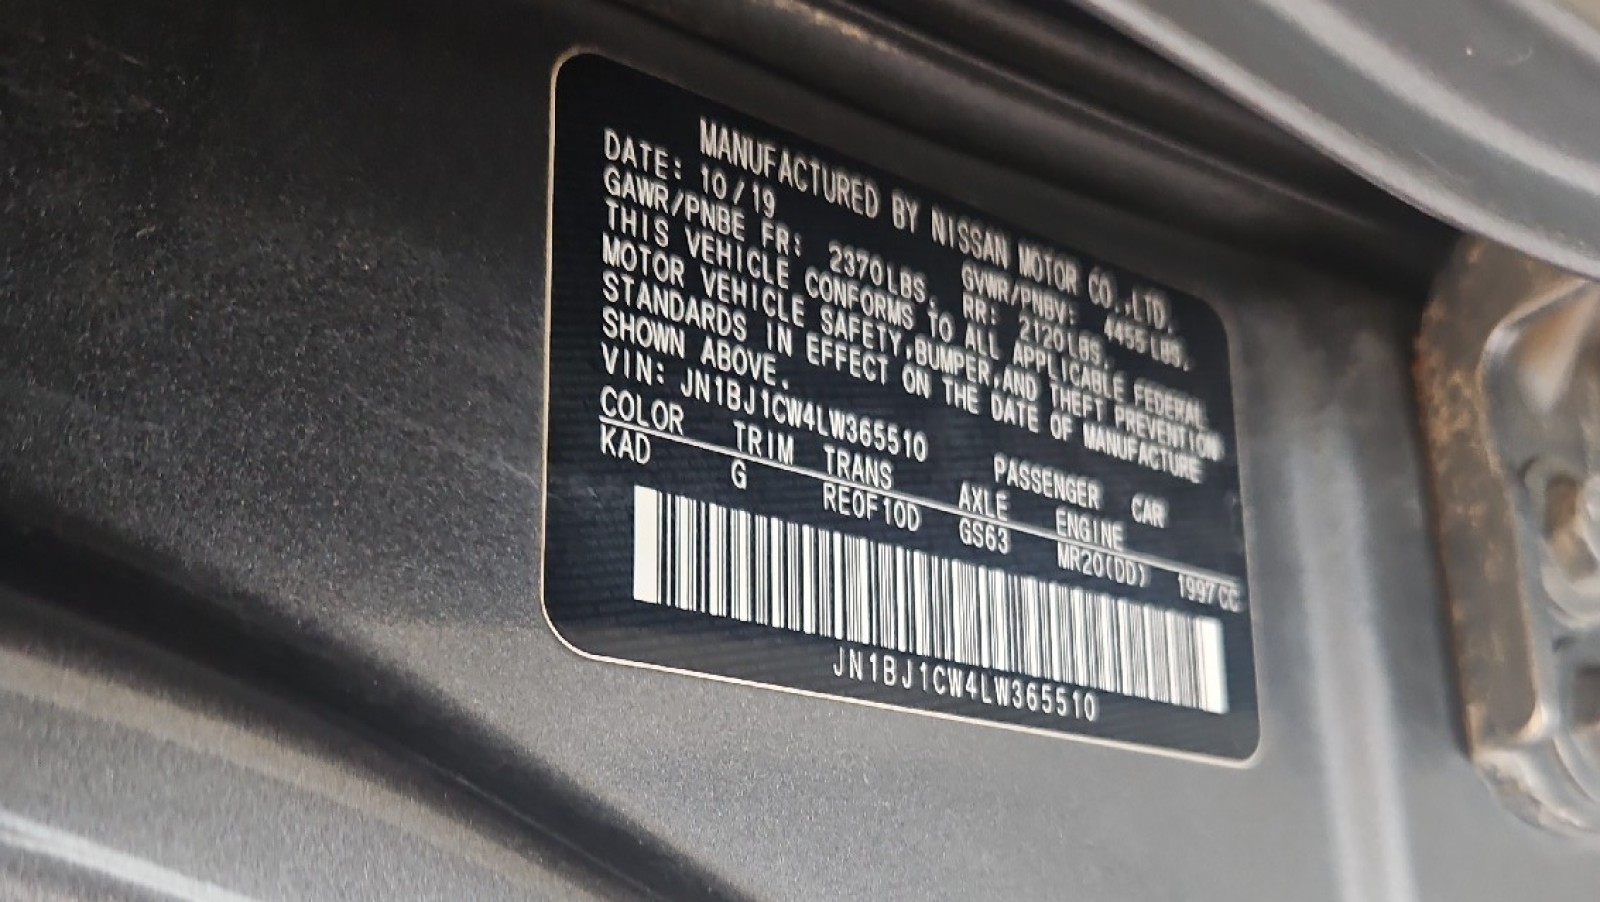 MANUFACTURED BY NISSAN MOTOR CO.,LTD.
DATE: 10/19 GVWR/PNBV: 4455LBS.
GAWR/PNBE FR: 2370LBS. RR: 2120LBS.
THIS VEHICLE CONFORMS TO ALL APPLICABLE FEDERAL
MOTOR VEHICLE SAFETY,BUMPER,AND THEFT PREVENTION
STANDARDS IN EFFECT ON THE DATE OF MANUFACTURE
SHOWN ABOVE.
VIN: JN1BJ1CW4LW365510 PASSENGER CAR
COLOR TRIM TRANS AXLE ENGINE
KAD G RE0F10D GS63 MR20(DD) 1997CC
JN1BJ1CW4LW365510